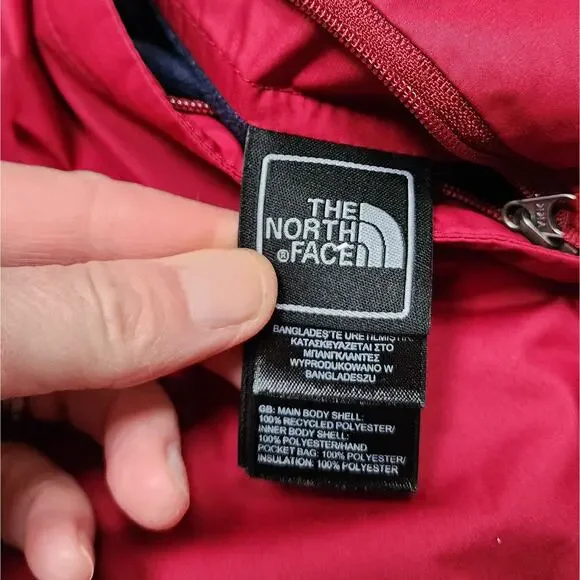 THE
NORTH
®FACE
BANGLADEŞ'TE ÜRETİLMİŞTİR
ΚΑΤΑΣΚΕΥΑΖΕΤΑΙ ΣΤΟ
ΜΠΑΝΓΚΛΑΝΤΕΣ
WYPRODUKOWANO W
BANGLADESZU
GB: MAIN BODY SHELL:
100% RECYCLED POLYESTER/
INNER BODY SHELL:
100% POLYESTER/HAND
POCKET BAG: 100% POLYESTER/
INSULATION: 100% POLYESTER
YKK